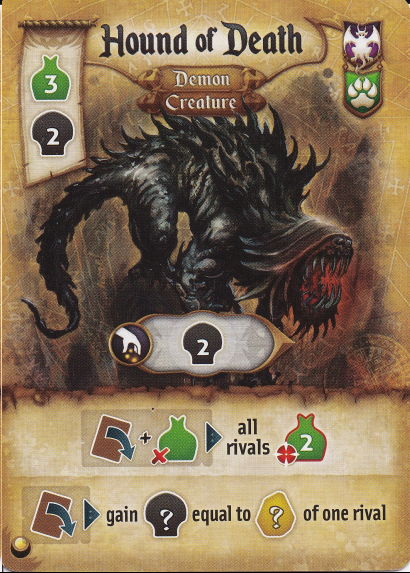 Hound of Death
3
Demon
Creature
2
2
+ all
rivals 2
gain ? equal to ? of one rival